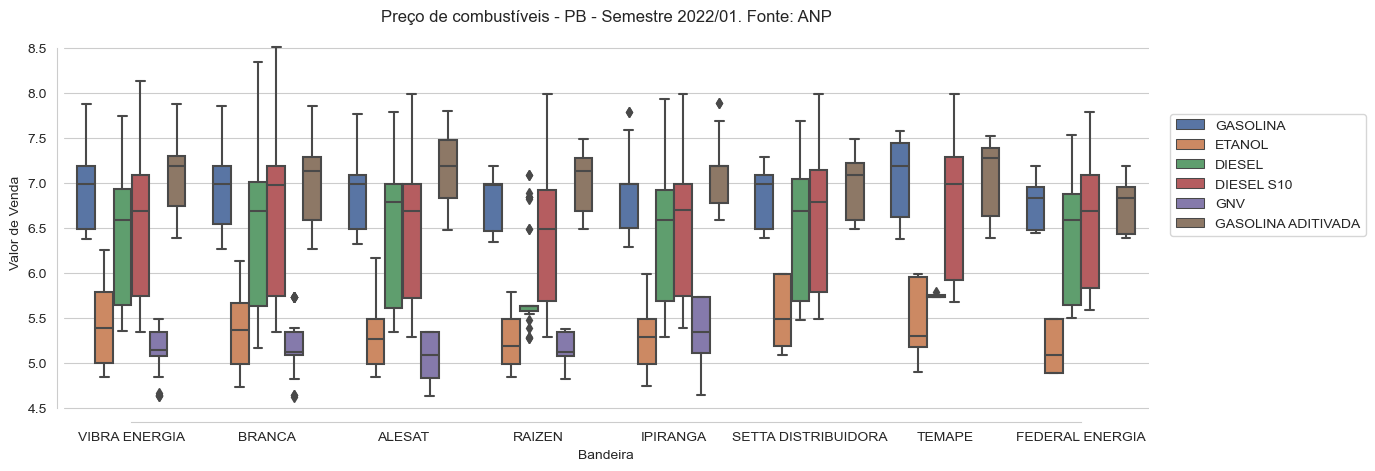 Preço de combustíveis - PB - Semestre 2022/01. Fonte: ANP
8.5
8.0
7.5
7.0
6.5
6.0
5.5
5.0
4.5
Valor de Venda
VIBRA ENERGIA
BRANCA
ALESAT
RAIZEN
IPIRANGA
SETTA DISTRIBUIDORA
TEMAPE
FEDERAL ENERGIA
Bandeira
GASOLINA
ETANOL
DIESEL
DIESEL S10
GNV
GASOLINA ADITIVADA